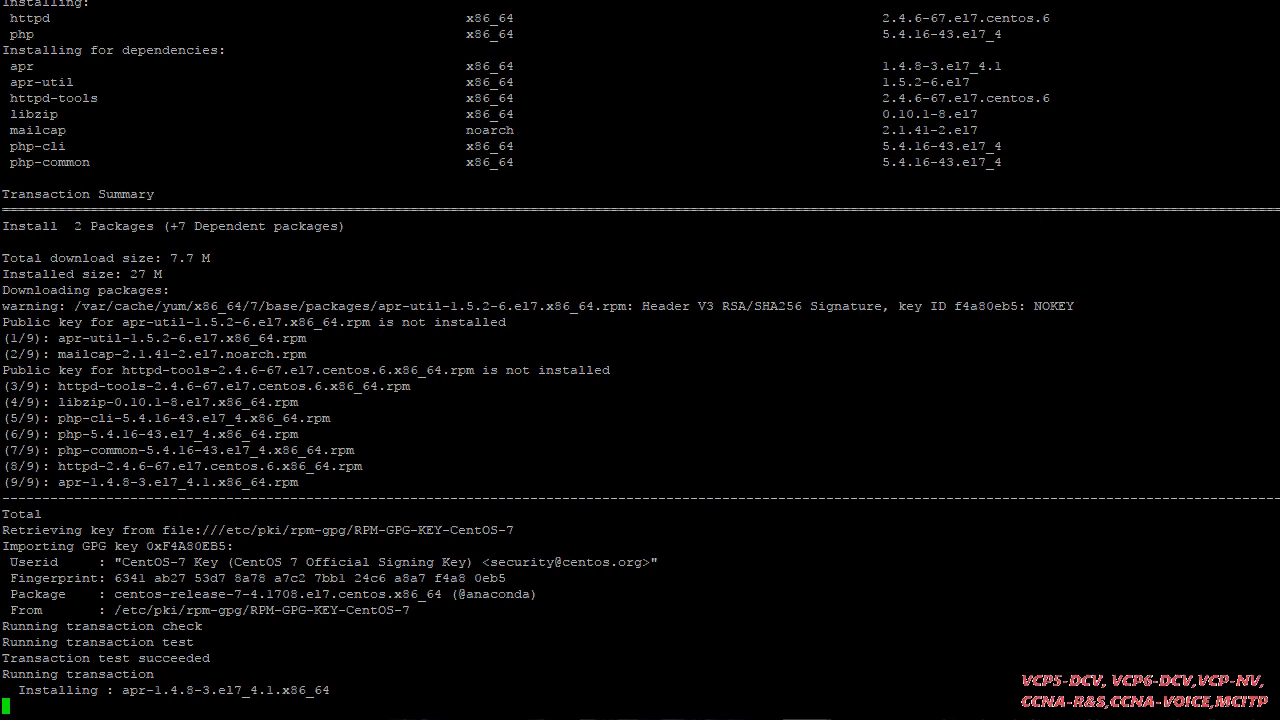 Installing:
httpd x86_64 2.4.6-67.el7.centos.6
php x86_64 5.4.16-43.el7_4
Installing for dependencies:
apr x86_64 1.4.8-3.el7_4.1
apr-util x86_64 1.5.2-6.el7
httpd-tools x86_64 2.4.6-67.el7.centos.6
libzip x86_64 0.10.1-8.el7
mailcap noarch 2.1.41-2.el7
php-cli x86_64 5.4.16-43.el7_4
php-common x86_64 5.4.16-43.el7_4
Transaction Summary
Install  2 Packages (+7 Dependent packages)
Total download size: 7.7 M
Installed size: 27 M
Downloading packages:
warning: /var/cache/yum/x86_64/7/base/packages/apr-util-1.5.2-6.el7.x86_64.rpm: Header V3 RSA/SHA256 Signature, key ID f4a80eb5: NOKEY
Public key for apr-util-1.5.2-6.el7.x86_64.rpm is not installed
(1/9): apr-util-1.5.2-6.el7.x86_64.rpm
(2/9): mailcap-2.1.41-2.el7.noarch.rpm
Public key for httpd-tools-2.4.6-67.el7.centos.6.x86_64.rpm is not installed
(3/9): httpd-tools-2.4.6-67.el7.centos.6.x86_64.rpm
(4/9): libzip-0.10.1-8.el7.x86_64.rpm
(5/9): php-cli-5.4.16-43.el7_4.x86_64.rpm
(6/9): php-5.4.16-43.el7_4.x86_64.rpm
(7/9): php-common-5.4.16-43.el7_4.x86_64.rpm
(8/9): httpd-2.4.6-67.el7.centos.6.x86_64.rpm
(9/9): apr-1.4.8-3.el7_4.1.x86_64.rpm
Total
Retrieving key from file:///etc/pki/rpm-gpg/RPM-GPG-KEY-CentOS-7
Importing GPG key 0xF4A80EB5:
Userid     : "CentOS-7 Key (CentOS 7 Official Signing Key) <security@centos.org>"
Fingerprint: 6341 ab27 53d7 8a78 a7c2 7bb1 24c6 a8a7 f4a8 0eb5
Package    : centos-release-7-4.1708.el7.centos.x86_64 (@anaconda)
From       : /etc/pki/rpm-gpg/RPM-GPG-KEY-CentOS-7
Running transaction check
Running transaction test
Transaction test succeeded
Running transaction
Installing : apr-1.4.8-3.el7_4.1.x86_64
VCP5-DCV, VCP6-DCV,VCP-NV,
CCNA-R&S,CCNA-VOICE,MCITP